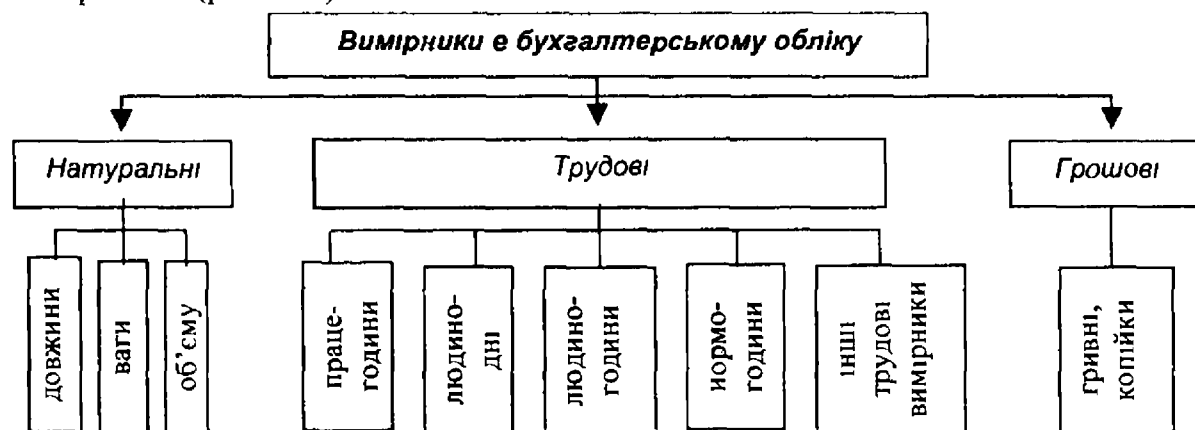 Вимірники е бухгалтерському обліку
Натуральні
Трудові
Грошові
довжини
ваги
об’єму
праце-
години
людино-
дні
людино-
години
иормо-
години
інші
трудові
вимірники
гривні,
копійки